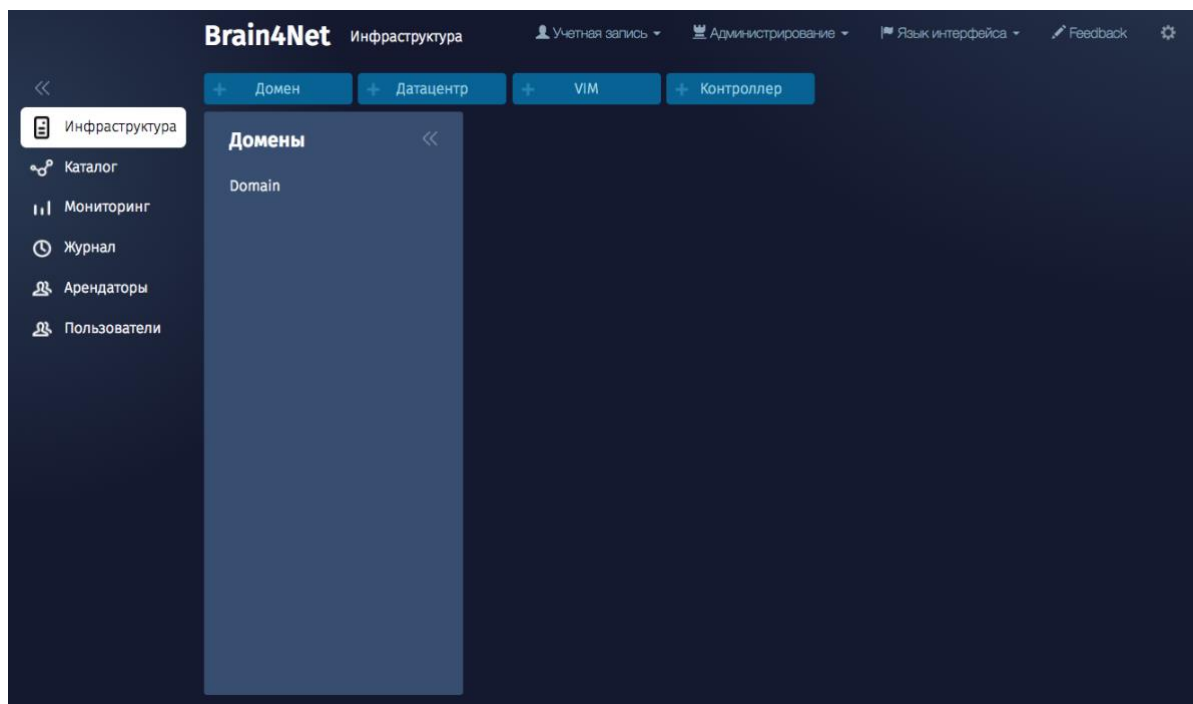 Brain4Net Инфраструктура Учетная запись Администрирование Язык интерфейса Feedback
Домен Датацентр VIM Контроллер
Инфраструктура
Каталог
Мониторинг
Журнал
Арендаторы
Пользователи
Домены
Domain